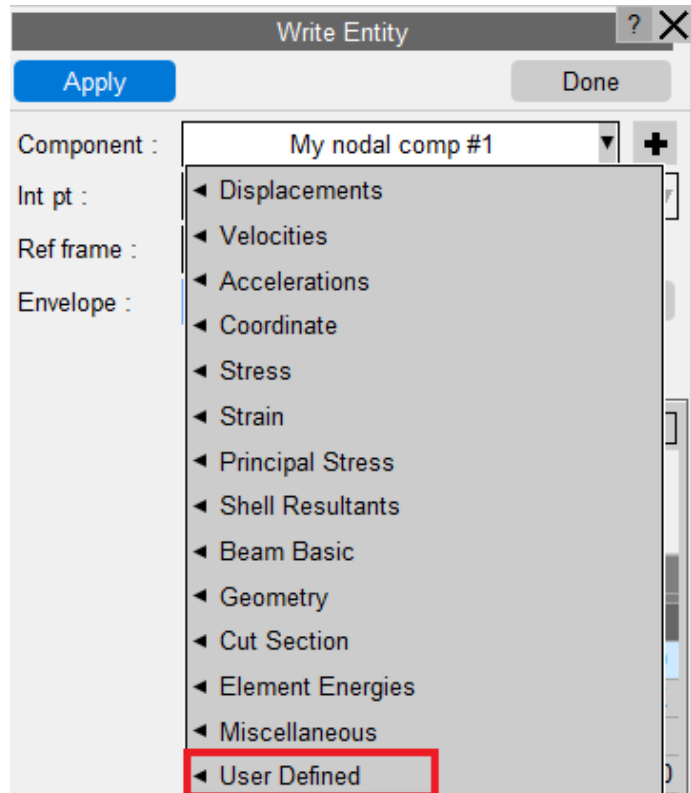 Write Entity ?
Apply Done
Component : My nodal comp #1
Int pt :
Ref frame :
Envelope :
Displacements
Velocities
Accelerations
Coordinate
Stress
Strain
Principal Stress
Shell Resultants
Beam Basic
Geometry
Cut Section
Element Energies
Miscellaneous
User Defined